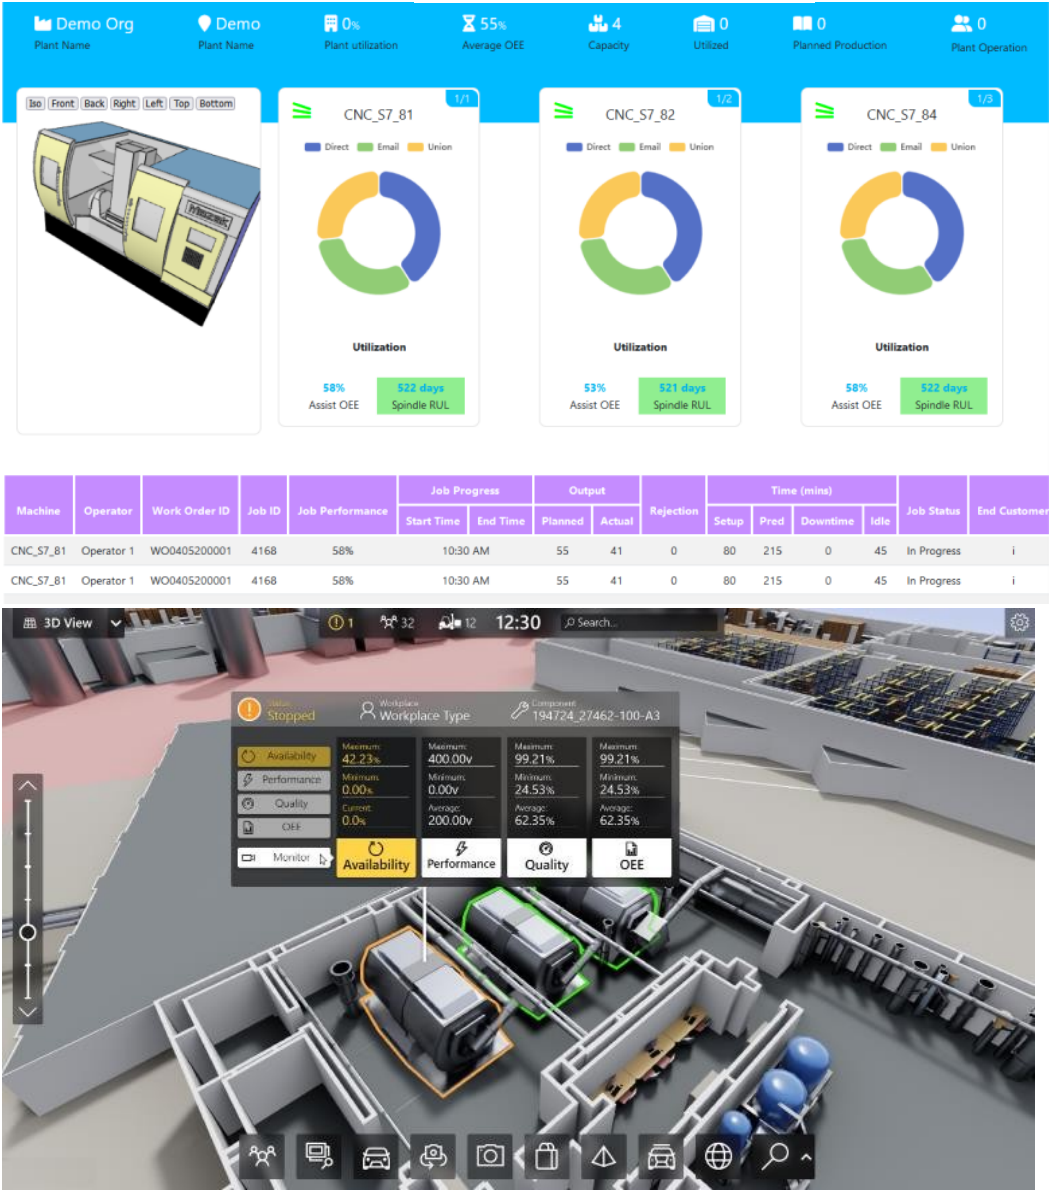 Demo Org
Plant Name
Demo
Plant Name
0%
Plant utilization
55%
Average OEE
4
Capacity
0
Utilized
0
Planned Production
0
Plant Operation
Iso Front Back Right Left Top Bottom
Mazak
1/1
CNC_S7_81
Direct Email Union
Utilization
58%
Assist OEE
522 days
Spindle RUL
1/2
CNC_S7_82
Direct Email Union
Utilization
53%
Assist OEE
521 days
Spindle RUL
1/3
CNC_S7_84
Direct Email Union
Utilization
58%
Assist OEE
522 days
Spindle RUL
Job Progress Output Time (mins)
Machine Operator Work Order ID Job ID Job Performance Rejection Job Status End Customer
Start Time End Time Planned Actual Setup Pred Downtime Idle
CNC_S7_81 Operator 1 WO0405200001 4168 58% 10:30 AM 55 41 0 80 215 0 45 In Progress i
CNC_S7_81 Operator 1 WO0405200001 4168 58% 10:30 AM 55 41 0 80 215 0 45 In Progress i
3D View 1 32 12 12:30 Search...
Status
Stopped
Workplace
Workplace Type
Component
194724_27462-100-A3
Availability
Performance
Quality
OEE
Monitor
Maximum:
42.23%
Minimum:
0.00%
Current:
0.0%
Availability
Maximum:
400.00v
Minimum:
0.00v
Average:
200.00v
Performance
Maximum:
99.21%
Minimum:
24.53%
Average:
62.35%
Quality
Maximum:
99.21%
Minimum:
24.53%
Average:
62.35%
OEE